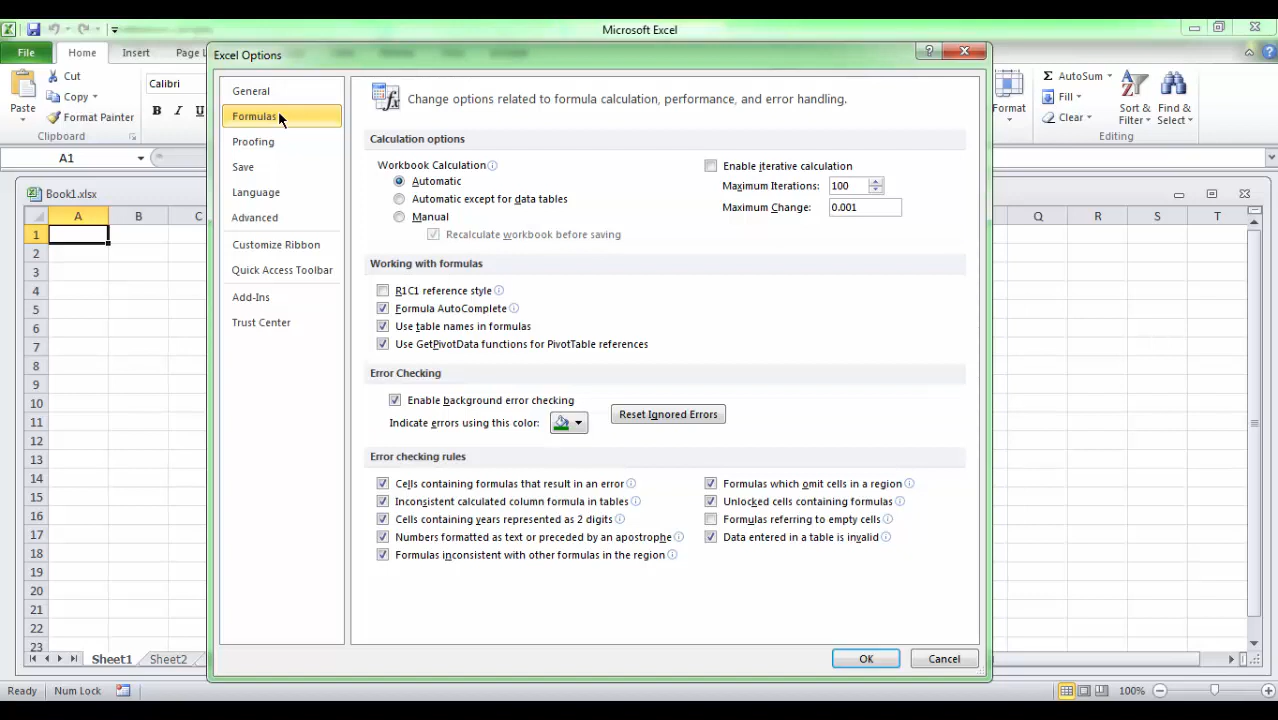 Microsoft Excel
File Home Insert Page L
Cut
Copy
Format Painter
Paste
Clipboard
Calibri
B I U
Format
AutoSum
Fill
Clear
Sort & Filter
Find & Select
Editing
A1
Book1.xlsx
A B C Q R S T
1
2
3
4
5
6
7
8
9
10
11
12
13
14
15
16
17
18
19
20
21
22
23
Sheet1 Sheet2
Ready Num Lock 100%
Excel Options
General
Formulas
Proofing
Save
Language
Advanced
Customize Ribbon
Quick Access Toolbar
Add-Ins
Trust Center
Change options related to formula calculation, performance, and error handling.
Calculation options
Workbook Calculation
Automatic
Automatic except for data tables
Manual
Recalculate workbook before saving
Enable iterative calculation
Maximum Iterations: 100
Maximum Change: 0.001
Working with formulas
R1C1 reference style
Formula AutoComplete
Use table names in formulas
Use GetPivotData functions for PivotTable references
Error Checking
Enable background error checking
Indicate errors using this color:
Reset Ignored Errors
Error checking rules
Cells containing formulas that result in an error
Inconsistent calculated column formula in tables
Cells containing years represented as 2 digits
Numbers formatted as text or preceded by an apostrophe
Formulas inconsistent with other formulas in the region
Formulas which omit cells in a region
Unlocked cells containing formulas
Formulas referring to empty cells
Data entered in a table is invalid
OK Cancel